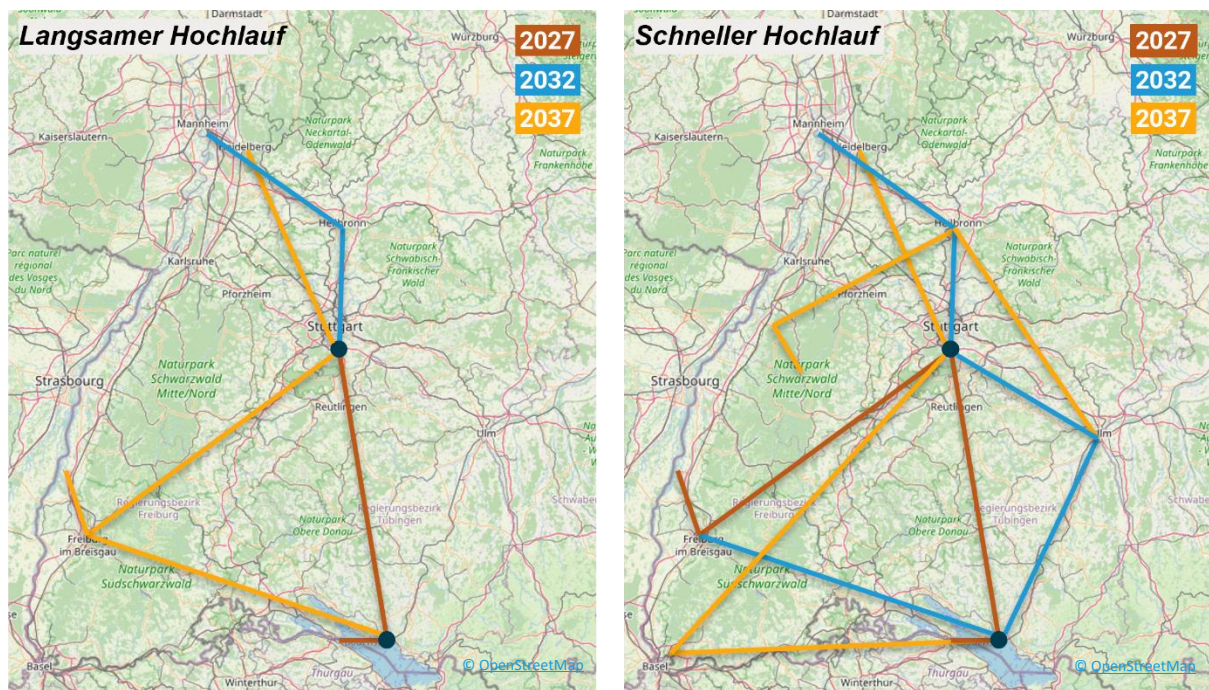 Langsamer Hochlauf
2027
2032
2037
Darmstadt
Würzburg
Mannheim
Naturpark
Neckartal-
Odenwald
Kaiserslautern
Heidelberg
Naturpark
Frankenhöhe
Heilbronn
Parc naturel
régional
des Vosges
du Nord
Karlsruhe
Naturpark
Schwäbisch-
Fränkischer
Wald
Pforzheim
Stuttgart
Strasbourg
Naturpark
Schwarzwald
Mitte/Nord
Reutlingen
Ulm
Regierungsbezirk
Freiburg
Regierungsbezirk
Tübingen
Schwaben
Naturpark
Obere Donau
Freiburg
im Breisgau
Naturpark
Südschwarzwald
Basel
Thurgau
Winterthur
© OpenStreetMap
Schneller Hochlauf
2027
2032
2037
Darmstadt
Würzburg
Mannheim
Naturpark
Neckartal-
Odenwald
Kaiserslautern
Heidelberg
Naturpark
Frankenhöhe
Heilbronn
Parc naturel
régional
des Vosges
du Nord
Karlsruhe
Naturpark
Schwäbisch-
Fränkischer
Wald
Pforzheim
Stuttgart
Strasbourg
Naturpark
Schwarzwald
Mitte/Nord
Reutlingen
Ulm
Regierungsbezirk
Freiburg
Regierungsbezirk
Tübingen
Schwaben
Naturpark
Obere Donau
Freiburg
im Breisgau
Naturpark
Südschwarzwald
Basel
Thurgau
Winterthur
© OpenStreetMap